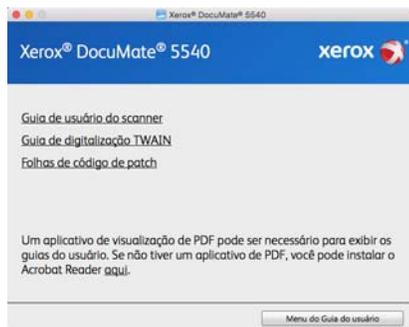 Xerox® DocuMate® 5540
Xerox® DocuMate® 5540
xerox
Guia de usuário do scanner
Guia de digitalização TWAIN
Folhas de código de patch
Um aplicativo de visualização de PDF pode ser necessário para exibir os
guias do usuário. Se não tiver um aplicativo de PDF, você pode instalar o
Acrobat Reader aqui.
Menu do Guia do usuário